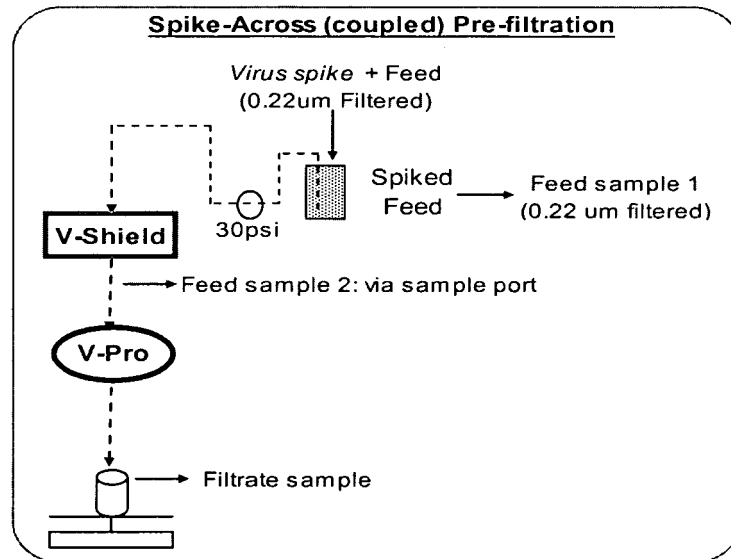 Spike-Across (coupled) Pre-filtration
Virus spike + Feed
(0.22um Filtered)
Spiked
Feed
Feed sample 1
(0.22 um filtered)
30psi
V-Shield
Feed sample 2: via sample port
V-Pro
Filtrate sample